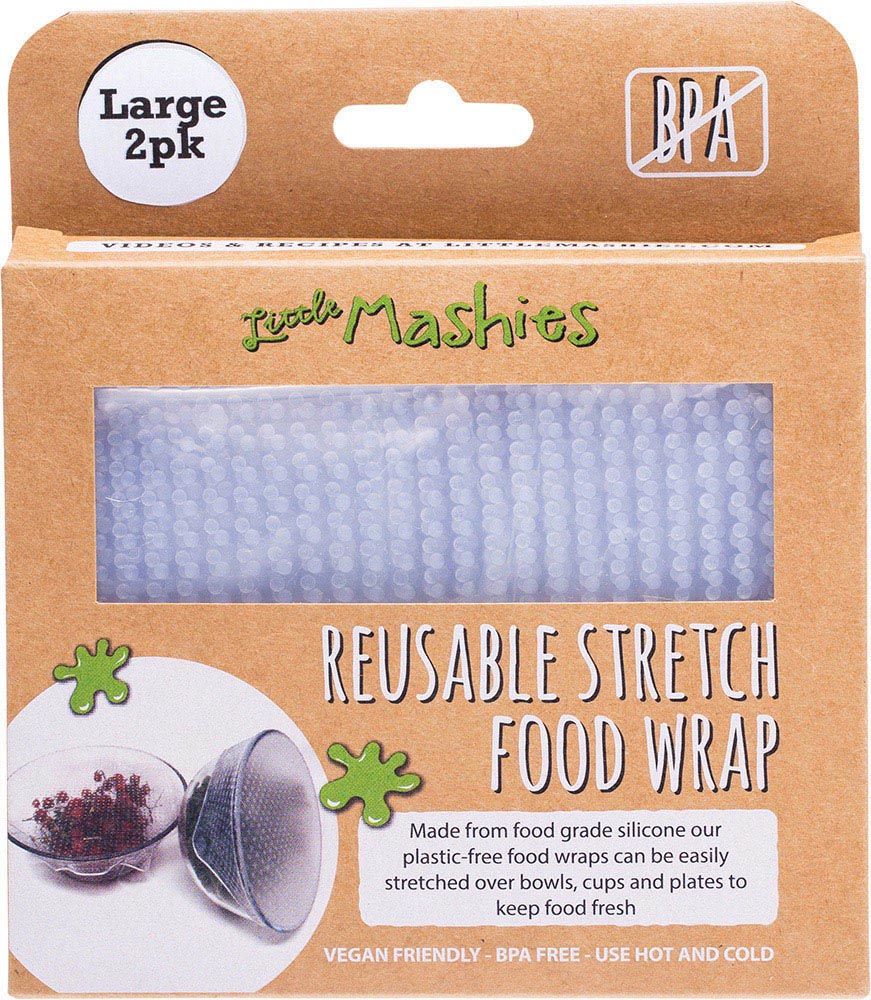 Large
2pk
BPA
VIDEOS & RECIPES AT LITTLEMASHIES.COM
Little Mashies
REUSABLE STRETCH
FOOD WRAP
Made from food grade silicone our
plastic-free food wraps can be easily
stretched over bowls, cups and plates to
keep food fresh
VEGAN FRIENDLY - BPA FREE - USE HOT AND COLD